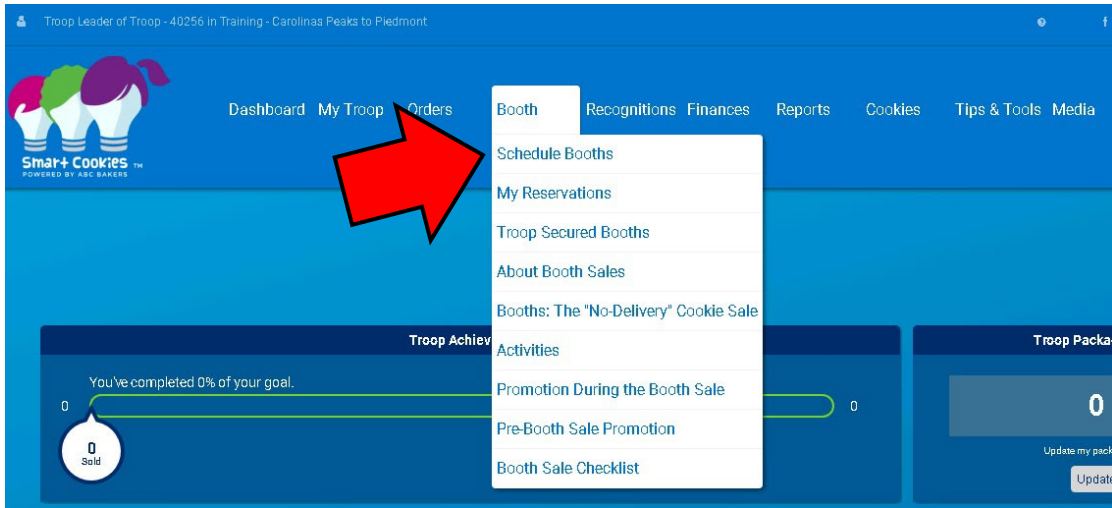 Troop Leader of Troop - 40256 in Training - Carolinas Peaks to Piedmont
Dashboard My Troop Orders Booth Recognitions Finances Reports Cookies Tips & Tools Media
Smart Cookies TM
POWERED BY ABC BAKERS
Schedule Booths
My Reservations
Troop Secured Booths
About Booth Sales
Booths: The "No-Delivery" Cookie Sale
Activities
Promotion During the Booth Sale
Pre-Booth Sale Promotion
Booth Sale Checklist
Troop Achiev
You've completed 0% of your goal.
0 0
0
Sold
Troop Packa
0
Update my pack
Update